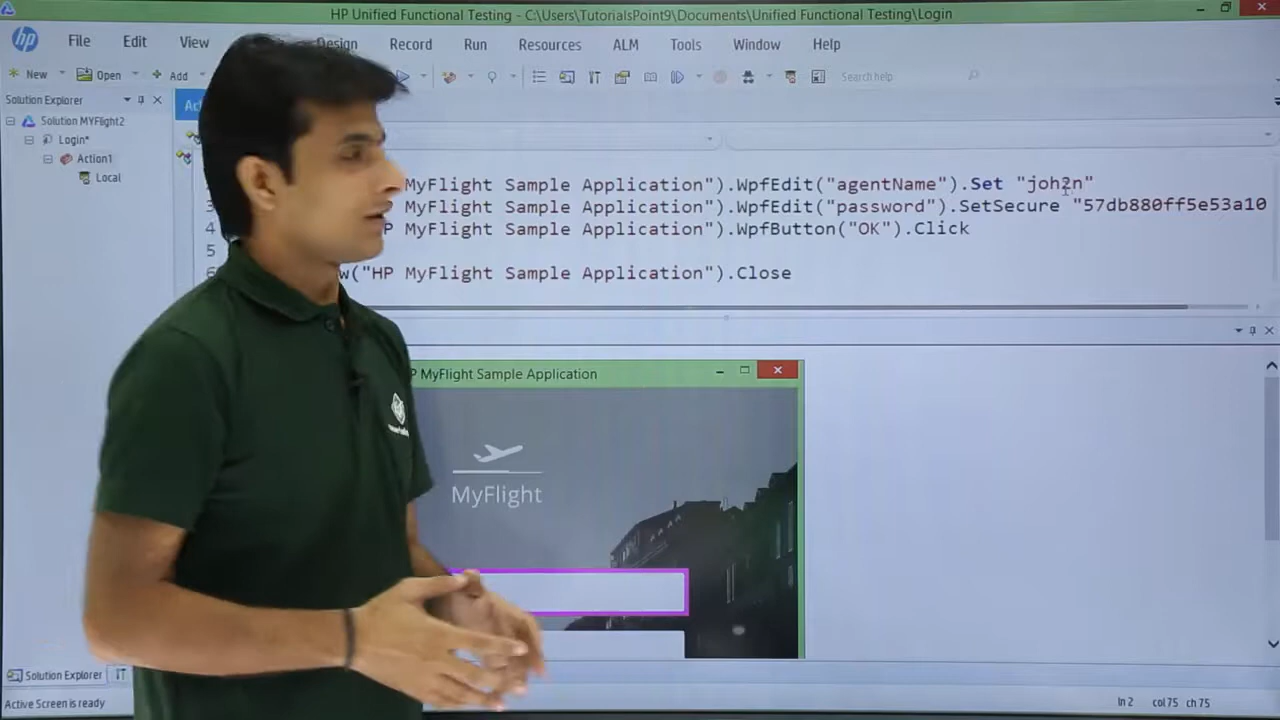 HP Unified Functional Testing - C:\Users\TutorialsPoint9\Documents\Unified Functional Testing\Login
hp File Edit View Design Record Run Resources ALM Tools Window Help
New Open Add Search help
Solution Explorer
Solution MYFlight2
Login*
Action1
Local
MyFlight Sample Application").WpfEdit("agentName").Set "joh2n"
MyFlight Sample Application").WpfEdit("password").SetSecure "57db880ff5e53a10
4 P MyFlight Sample Application").WpfButton("OK").Click
5
6 w("HP MyFlight Sample Application").Close
P MyFlight Sample Application
MyFlight
Solution Explorer
Active Screen is ready
ln 2 col 75 ch 75